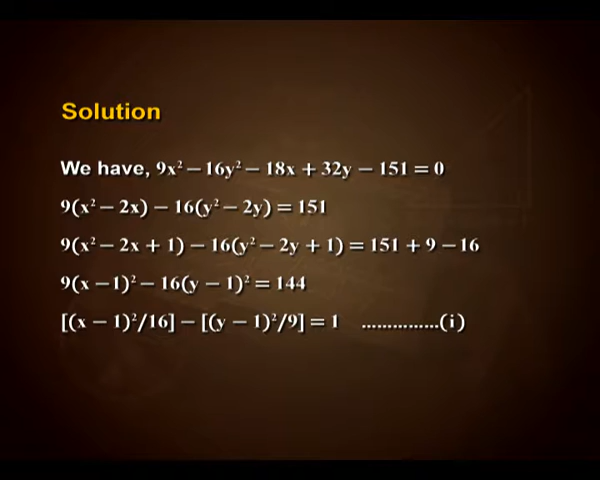 Solution
We have, 9x² – 16y² – 18x + 32y – 151 = 0
9(x² – 2x) – 16(y² – 2y) = 151
9(x² – 2x + 1) – 16(y² – 2y + 1) = 151 + 9 – 16
9(x – 1)² – 16(y – 1)² = 144
[(x – 1)²/16] – [(y – 1)²/9] = 1 ...............(i)